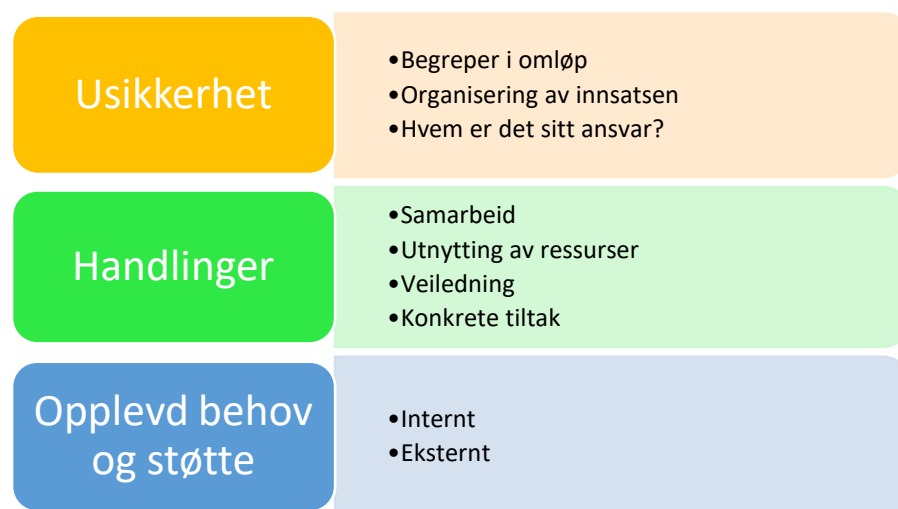 Usikkerhet
•Begreper i omløp
•Organisering av innsatsen
•Hvem er det sitt ansvar?
Handlinger
•Samarbeid
•Utnytting av ressurser
•Veiledning
•Konkrete tiltak
Opplevd behov
og støtte
•Internt
•Eksternt